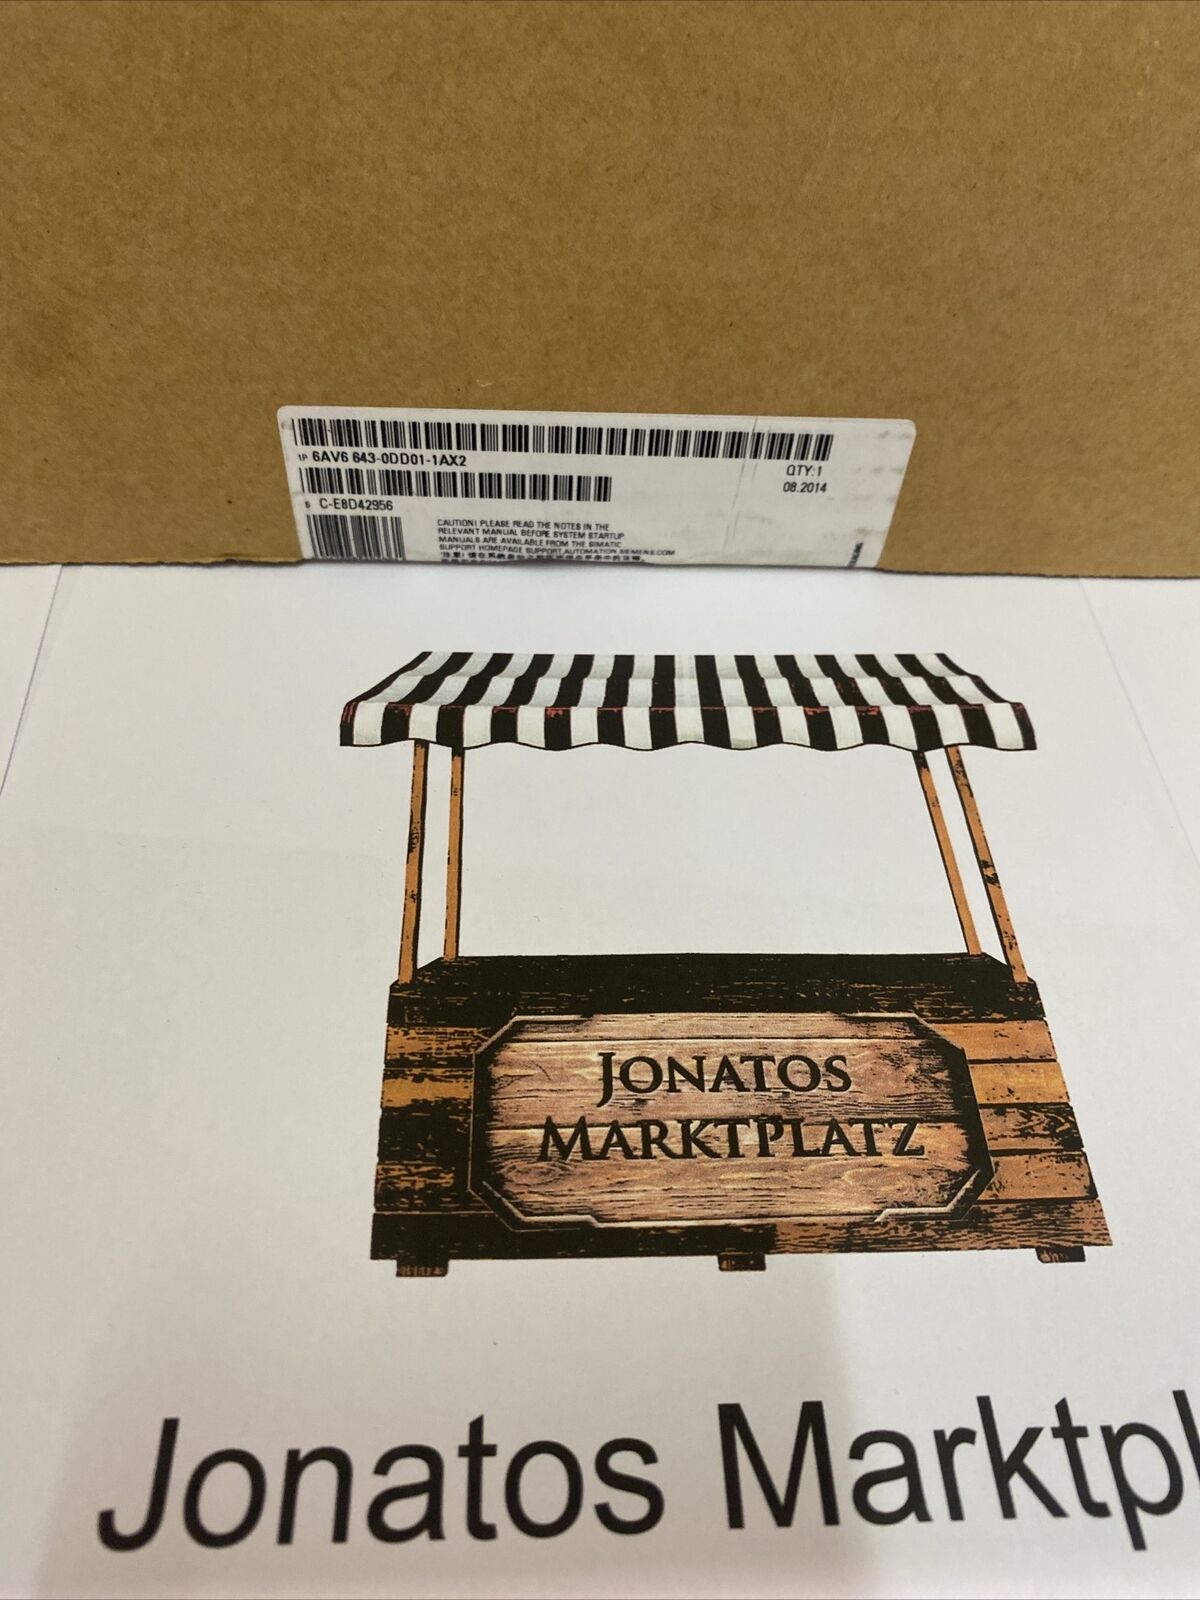 1P 6AV6 643-0DD01-1AX2
QTY:1
08.2014
S C-E8D42956
CAUTION! PLEASE READ THE NOTES IN THE
RELEVANT MANUAL BEFORE SYSTEM STARTUP
MANUALS ARE AVAILABLE FROM THE SIMATIC
SUPPORT HOMEPAGE SUPPORT.AUTOMATION.SIEMENS.COM
JONATOS
MARKTPLATZ
Jonatos Marktpl